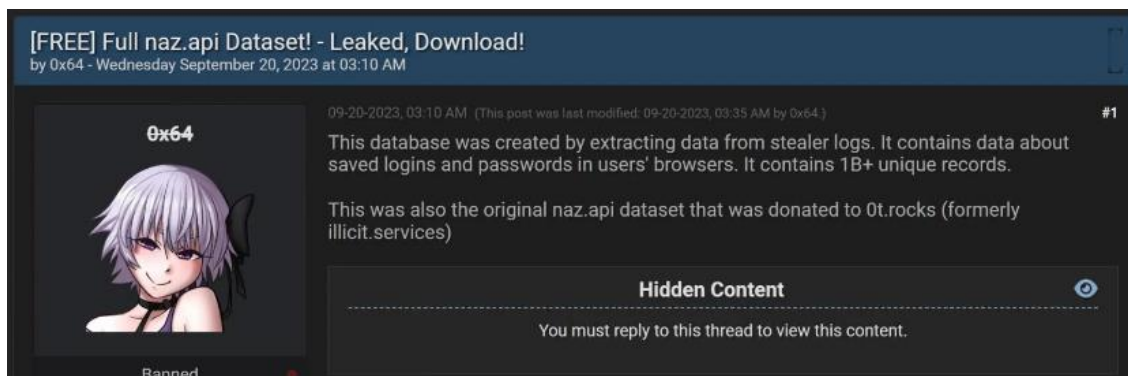 [FREE] Full naz.api Dataset! - Leaked, Download!
by 0x64 - Wednesday September 20, 2023 at 03:10 AM
0x64
09-20-2023, 03:10 AM (This post was last modified: 09-20-2023, 03:35 AM by 0x64.)
#1
This database was created by extracting data from stealer logs. It contains data about
saved logins and passwords in users' browsers. It contains 1B+ unique records.
This was also the original naz.api dataset that was donated to 0t.rocks (formerly
illicit.services)
Hidden Content
You must reply to this thread to view this content.
Banned